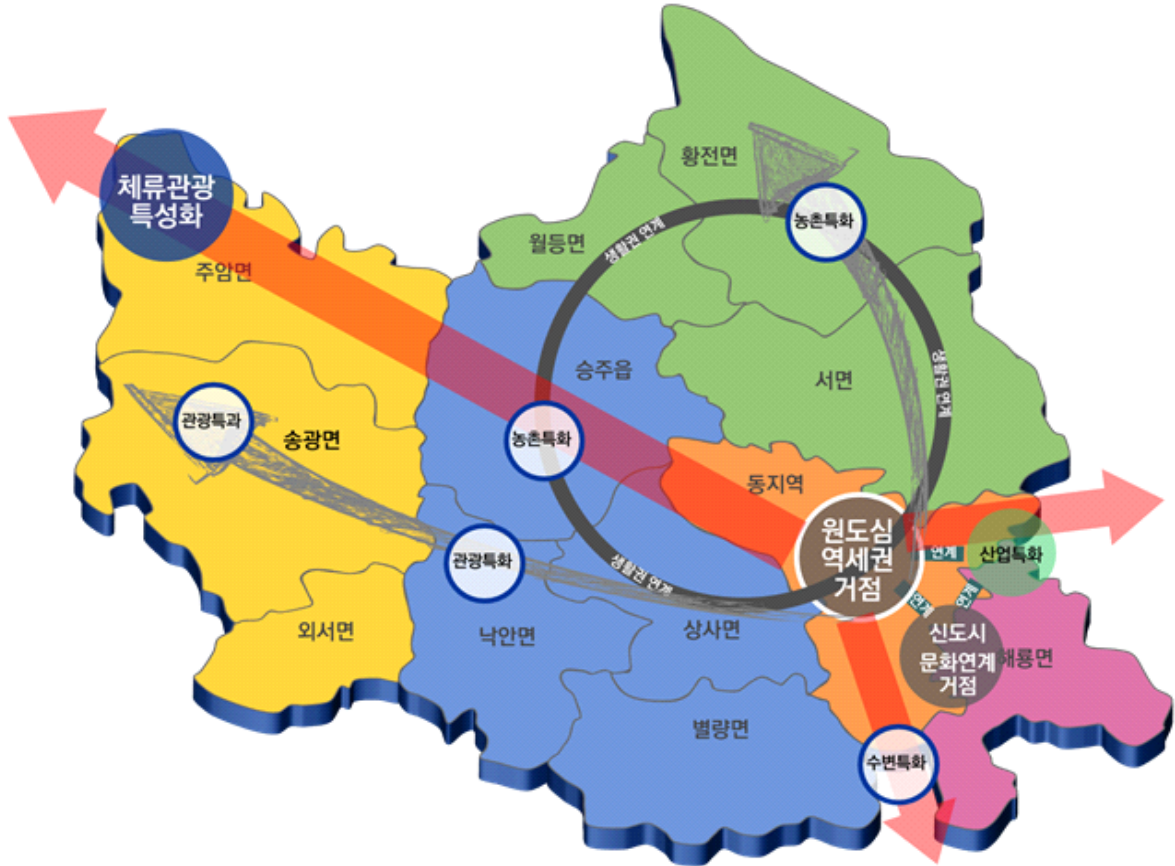 황전면
체류관광
특성화
농촌특화
월등면
생활권 연계
주암면
승주읍
서면
생활권 연계
관광특과
송광면
농촌특화
동지역
원도심
역세권
거점
연계
산업특화
관광특화
생활권 연계
연계
연계
외서면
낙안면
상사면
신도시
문화연계
거점
해룡면
별량면
수변특화